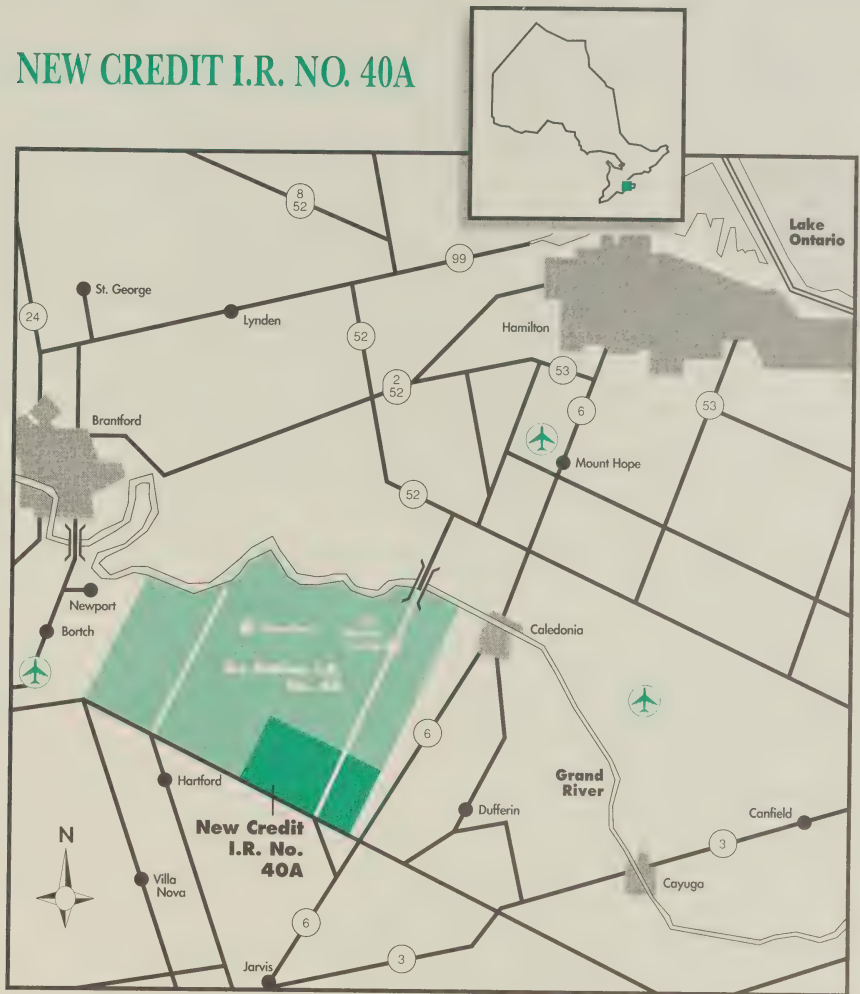 NEW CREDIT I.R. NO. 40A
8
52
Lake
Ontario
99
St. George
24
Lynden
52
Hamilton
2
52
53
6
53
Brantford
Mount Hope
52
Newport
Bortch
Caledonia
6
Grand
River
Hartford
Dufferin
Canfield
New Credit
I.R. No.
40A
3
N
Villa
Nova
Cayuga
6
3
Jarvis